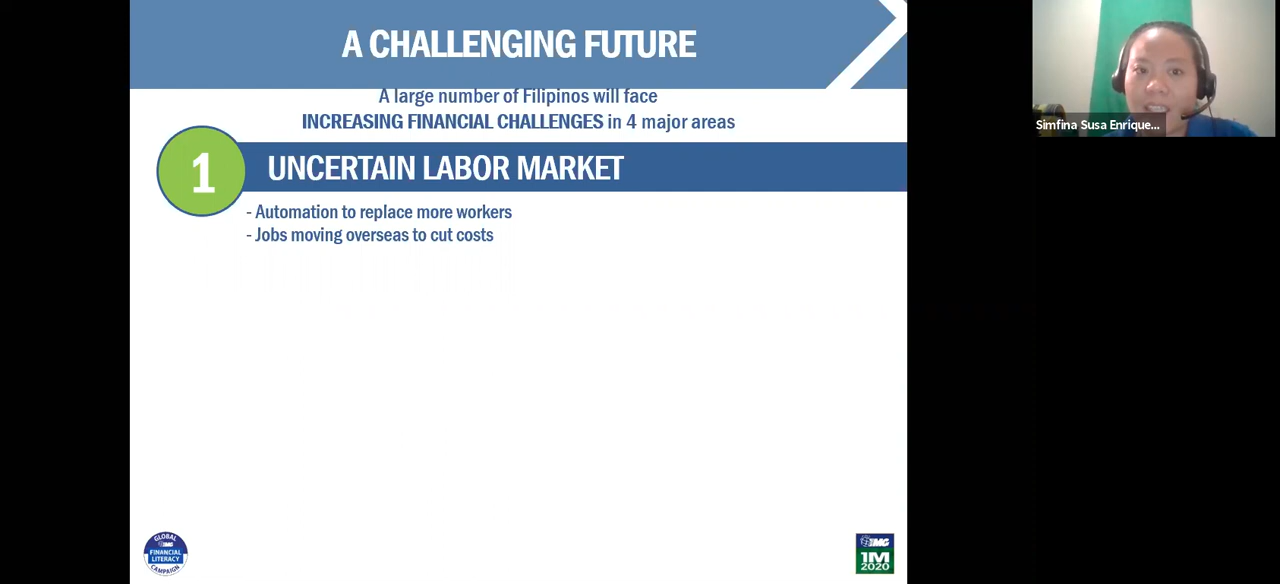 A CHALLENGING FUTURE
A large number of Filipinos will face
INCREASING FINANCIAL CHALLENGES in 4 major areas
1
UNCERTAIN LABOR MARKET
- Automation to replace more workers
- Jobs moving overseas to cut costs
Simfina Susa Enrique...
GLOBAL
IMG
FINANCIAL
LITERACY
CAMPAIGN
IMG
1M
2020